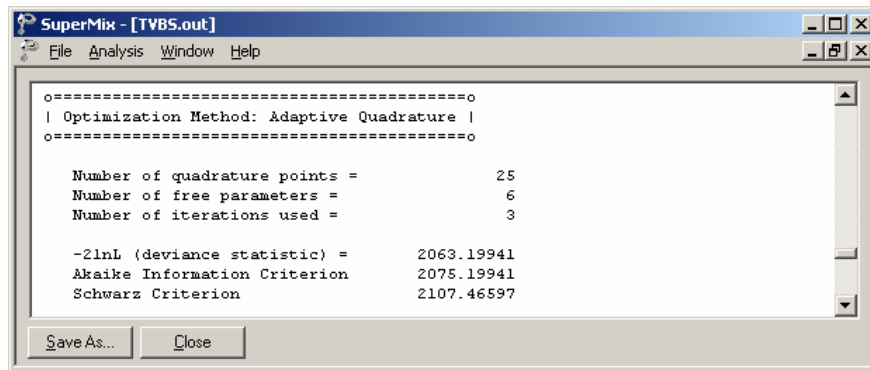 SuperMix - [TVBS.out]
File Analysis Window Help
o===========================================o
| Optimization Method: Adaptive Quadrature |
o===========================================o
Number of quadrature points = 25
Number of free parameters = 6
Number of iterations used = 3
-2lnL (deviance statistic) = 2063.19941
Akaike Information Criterion 2075.19941
Schwarz Criterion 2107.46597
Save As... Close